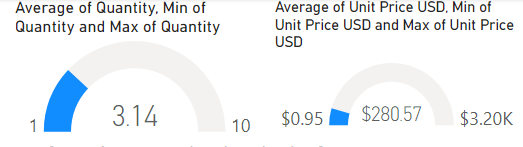 Average of Quantity, Min of
Quantity and Max of Quantity
3.14
1
10
Average of Unit Price USD, Min of
Unit Price USD and Max of Unit Price
USD
$280.57
$0.95
$3.20K